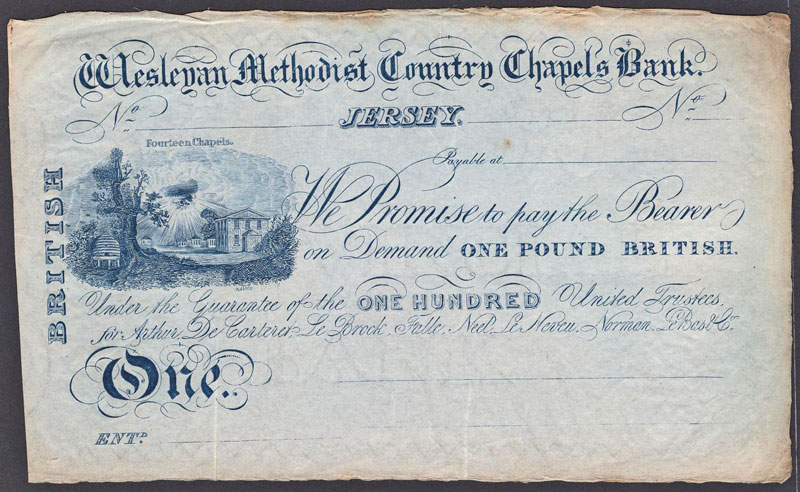 Wesleyan Methodist Country Chapels Bank.
No JERSEY. No
Fourteen Chapels.
Payable at
BRITISH
We Promise to pay the Bearer
on Demand ONE POUND BRITISH.
Under the Guarantee of the ONE HUNDRED United Trustees,
for Arthur, De Carteret, Le Brock, Falle, Neel, Le Neveu, Norman, Le Bas & Co.
One.
ENTD.